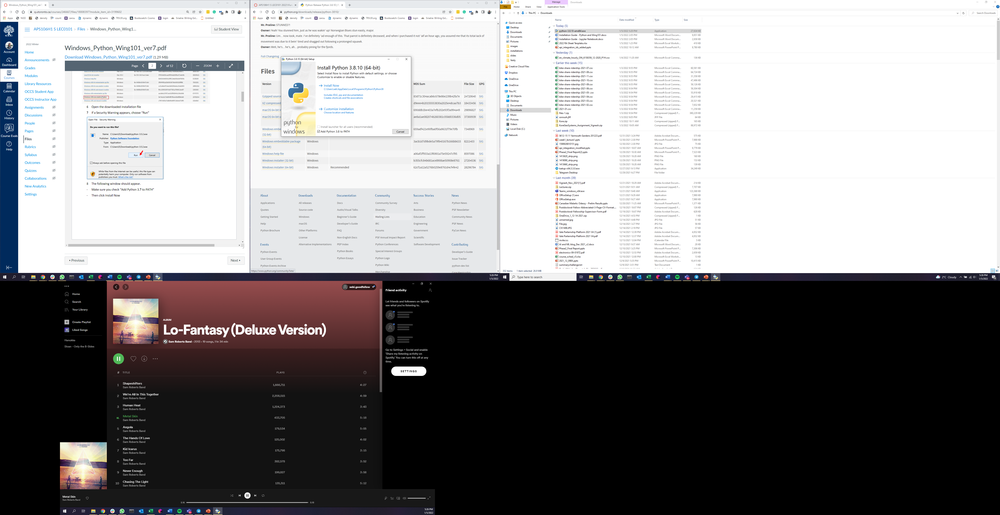 Windows_Python_Wing101_ver7
q.utoronto.ca/courses/246667/files/18008397?module_item_id=3199602
Apps NGD density count carou dynamic dynamic TRVLR.org Bootswatch: Cosmo login Sinatra: Writing Ext... Untitled
APS106H1 S LEC0101 Files Windows_Python_Wing1...
Student View
Account
Dashboard
Courses
Calendar
Inbox
History
Course Evals
Help
2022 Winter
Home
Announcements
Grades
Modules
Library Resources
OCCS Student App
OCCS Instructor App
Assignments
Discussions
People
Pages
Files
Rubrics
Syllabus
Outcomes
Quizzes
Collaborations
New Analytics
Settings
Windows_Python_Wing101_ver7.pdf
Download Windows_Python_Wing101_ver7.pdf (1.29 MB)
Page 2 of 12 ZOOM
6 Open the downloaded installation file
7 If a Security Warning appears, choose "Run"
Open File - Security Warning
Do you want to run this file?
Name: C:\Users\E\Downloads\python-3.5.2.exe
Publisher: Python Software Foundation
Type: Application
From: C:\Users\E\Downloads\python-3.5.2.exe
Run Cancel
Always ask before opening this file
While files from the Internet can be useful, this file type can
potentially harm your computer. Only run software from
publishers you trust. What's the risk?
8 The following window should appear.
- Make sure you check "Add Python 3.7 to PATH"
- Then click Install Now
Previous Next
APS106H1 S LEC0101 20221:Fun
Python Release Python 3.8.10 | P
python.org/downloads/release/python-3810/
Apps NGD density count carou dynamic dynamic TRVLR.org Bootswatch: Cosmo login Sinatra: Writing Ext... Untitled
Mr. Praline: STUNNED?!
Owner: Yeah! You stunned him, just as he was wakin' up! Norwegian Blues stun easily, major.
Mr. Praline: Um... now look, mate. I've definitely 'ad enough of this. That parrot is definitely deceased, and when I purchased it not 'alf an hour ago, you assured me that its total lack of
movement was due to it bein' tired and shagged out following a prolonged squawk.
Owner: Well, he's... he's, ah... probably pining for the fjords.
Full Changelog
Files
Version MD5 Sum File Size GPG
Gzipped source 83d71c304acab6c678e86e239b42fa7e 24720640 SIG
XZ compressed d9eee4b20155553830a2025e4dcaa7b3 18433456 SIG
macOS 64-bit 690ddb1be403a7efb202e93f3a994a49 29896827 SIG
macOS 64-bit ae8a1ae082074b260381c058d0336d05 37300939 SIG
Windows embe 659adf421e90fba0f56a9631f79e70fb 7348969 SIG
(32-bit)
Windows embeddable package Windows 3acb1d7d9bde5a79f840167b166bb633 8211403 SIG
(64-bit)
Windows help file Windows a06af1ff933a13f6901a75e59247cf95 8597086 SIG
Windows installer (32-bit) Windows b355cfc84b681ace8908ae50908e8761 27204536 SIG
Windows installer (64-bit) Windows Recommended 62cf1a12a5276b0259e8761d4cf4fe42 28296784 SIG
Python 3.8.10 (64-bit) Setup
Install Python 3.8.10 (64-bit)
Select Install Now to install Python with default settings, or choose
Customize to enable or disable features.
Install Now
C:\Users\seb\AppData\Local\Programs\Python\Python38
Includes IDLE, pip and documentation
Creates shortcuts and file associations
Customize installation
Choose location and features
Install launcher for all users (recommended)
Add Python 3.8 to PATH
Cancel
python
for
windows
About Downloads Documentation Community Success Stories News
Applications All releases Docs Community Survey Arts Python News
Quotes Source code Audio/Visual Talks Diversity Business PSF Newsletter
Getting Started Windows Beginner's Guide Mailing Lists Education Community News
Help macOS Developer's Guide IRC Engineering PSF News
Python Brochure Other Platforms FAQ Forums Government PyCon News
License Non-English Docs PSF Annual Impact Report Scientific
Events Alternative Implementations PEP Index Python Conferences Software Development Contributing
Python Events Python Books Special Interest Groups Developer's Guide
User Group Events Python Essays Python Logo Issue Tracker
Python Events Archive Python Wiki python-dev list
Merchandise Core Mentorship
https://www.python.org/community/lists/
5:26 PM
1/5/2022
Manage Downloads
File Home Share View Application Tools
This PC Downloads Search Downloads
Quick access
Desktop
Downloads
Documents
Pictures
images
installations
slides
Vesty
Creative Cloud Files
Dropbox
OneDrive
OneDrive
This PC
3D Objects
Desktop
Documents
Downloads
Music
Pictures
Videos
Local Disk (C:)
Network
Name Date modified Type Size
Today (5)
python-3.8.10-amd64.exe 1/5/2022 5:20 PM Application 27,634 KB
Installation Guide - Python and Wing101.docx 1/5/2022 2:05 PM Microsoft Word Docum... 9,851 KB
Installation Guide - Jupyter Notebook.docx 1/5/2022 2:05 PM Microsoft Word Docum... 2,658 KB
2022 RA Sheet Tetplate.xlsx 1/5/2022 1:23 PM Microsoft Excel Worksh... 410 KB
api_integration_ids_added.pptx 1/5/2022 10:12 AM Microsoft PowerPoint P... 9,780 KB
Yesterday (1)
en_climate_hourly_ON_6158359_12-2020_P1H.csv 1/4/2022 11:20 AM Microsoft Excel Comma... 136 KB
Earlier this week (15)
bike-share-ridership-2021-07.csv 1/3/2022 9:55 PM Microsoft Excel Comma... 60,581 KB
bike-share-ridership-2021-08.csv 1/3/2022 9:55 PM Microsoft Excel Comma... 64,724 KB
bike-share-ridership-2021-11.csv 1/3/2022 9:55 PM Microsoft Excel Comma... 31,358 KB
bike-share-ridership-2021-10.csv 1/3/2022 9:55 PM Microsoft Excel Comma... 47,496 KB
bike-share-ridership-2021-09.csv 1/3/2022 9:55 PM Microsoft Excel Comma... 59,126 KB
bike-share-ridership-2021-06.csv 1/3/2022 9:54 PM Microsoft Excel Comma... 59,304 KB
bike-share-ridership-2021-05-.csv 1/3/2022 9:54 PM Microsoft Excel Comma... 55,918 KB
bike-share-ridership-2021-04.csv 1/3/2022 9:54 PM Microsoft Excel Comma... 29,415 KB
bike-share-ridership-2021-03.csv 1/3/2022 9:54 PM Microsoft Excel Comma... 20,521 KB
bike-share-ridership-2021-02.csv 1/3/2022 9:54 PM Microsoft Excel Comma... 7,652 KB
2021-01.csv 1/3/2022 9:54 PM Microsoft Excel Comma... 11,259 KB
files-1.zip 1/3/2022 9:54 PM Compressed (zipped) F... 380,229 KB
soroush.jfif 1/3/2022 9:05 PM JFIF File 64 KB
Kore.zip 1/3/2022 10:11 AM Compressed (zipped) F... 165 KB
KoreGeoSystems_Assignment_Vignesh.zip 1/3/2022 10:05 AM Compressed (zipped) F... 88,972 KB
Last week (10)
SK12-15 11 Yarmouth Gardens 201223.pdf 12/31/2021 3:24 PM Adobe Acrobat Docum... 575 KB
week1_lecture1.pptx 12/30/2021 2:30 PM Microsoft PowerPoint P... 7,988 KB
1598928810151.jpg 12/30/2021 2:30 PM JPG File 75 KB
api_integration_modified.pptx 12/30/2021 10:07 AM Microsoft PowerPoint P... 9,779 KB
Phase2_Final Report(2).pptx 12/29/2021 10:30 AM Microsoft PowerPoint P... 7,523 KB
1413620_strip.png 12/29/2021 10:28 AM PNG File 160 KB
1419090_strip.png 12/29/2021 10:28 AM PNG File 153 KB
1413660_strip.png 12/29/2021 10:28 AM PNG File 139 KB
tsetup-x64.3.3.0.exe 12/27/2021 9:13 PM Application 34,249 KB
Telegram Desktop 12/29/2021 6:27 PM File folder
Last month (39)
Vignesh_Nov_2021[1].pdf 12/21/2021 10:29 AM Adobe Acrobat Docum... 214 KB
Lectures.zip 12/21/2021 9:51 AM Compressed (zipped) F... 7,707 KB
Teams_windows_x64.exe 12/21/2021 9:40 AM Application 123,368 KB
OfficeSetup (1).exe 12/21/2021 9:29 AM Application 7,990 KB
OfficeSetup.exe 12/21/2021 9:27 AM Application 7,990 KB
Canadian Malartic Odessy - Prelim Results.pptx 12/20/2021 11:25 AM Microsoft PowerPoint P... 1,371 KB
Postdoctoral-Fellow-Abbreviated-3-Page-CV-Format.... 12/19/2021 10:07 PM Compressed (zipped) F... 126 KB
Postdoctoral-Fellowship-Supervisor-Form.pdf 12/19/2021 10:07 PM Adobe Acrobat Docum... 628 KB
OneDrive_1_12-14-2021.zip 12/14/2021 4:53 PM Compressed (zipped) F... 1 KB
unnamed.jpg 12/14/2021 4:48 PM JPG File 51 KB
File.jpg 12/14/2021 3:27 PM JPG File 56 KB
CIV1498.JPG 12/14/2021 2:19 PM JPG File 57 KB
Vale Parternship Platform 2021 V4 (1).pdf 12/14/2021 12:39 PM Adobe Acrobat Docum... 4,852 KB
Vale Parternship Platform 2021 V4.pdf 12/14/2021 12:37 PM Adobe Acrobat Docum... 4,852 KB
invite.ics 12/13/2021 12:04 PM iCalendar File 5 KB
AI and ML blog_Dec 2021_v2.docx 12/13/2021 9:37 AM Microsoft Word Docum... 28 KB
Phase2_Final Report.pptx 12/10/2021 3:25 PM Microsoft PowerPoint P... 7,306 KB
electronics-09-01972.pdf 12/10/2021 12:53 PM Adobe Acrobat Docum... 2,659 KB
course_sched_v5.xlsx 12/10/2021 12:00 PM Microsoft Excel Worksh... 13 KB
2021_12_09EK.pptx 12/9/2021 5:35 PM Microsoft PowerPoint P... 10,415 KB
summarychallenge.txt 12/9/2021 3:51 PM Text Document 1 KB
352 items 1 item selected 26.9 MB
Type here to search
2°C Cloudy
5:26 PM
1/5/2022
Home
Search
Your Library
Create Playlist
Liked Songs
Hanukka
Sloan - Only the B-Sides
sebi.goodfellow
ALBUM
Lo-Fantasy (Deluxe Version)
Sam Roberts Band • 2013 • 19 songs, 1 hr 34 min
# TITLE PLAYS
1 Shapeshifters 1,666,711 4:27
Sam Roberts Band
2 We're All In This Together 2,208,515 4:59
Sam Roberts Band
3 Human Heat 1,224,373 3:43
Sam Roberts Band
Metal Skin 433,705 5:18
Sam Roberts Band
5 Angola 179,534 5:05
Sam Roberts Band
6 The Hands Of Love 125,002 4:02
Sam Roberts Band
7 Kid Icarus 175,798 3:15
Sam Roberts Band
8 Too Far 382,578 3:52
Sam Roberts Band
9 Never Enough 199,827 3:58
Sam Roberts Band
10 Chasing The Light 135,311 5:12
Sam Roberts Band
Friend activity
Let friends and followers on Spotify
see what you're listening to.
Go to Settings > Social and enable
'Share my listening activity on
Spotify.' You can turn this off at any
time.
SETTINGS
Metal Skin
Sam Roberts Band
5:16 5:18
5:26 PM
1/5/2022